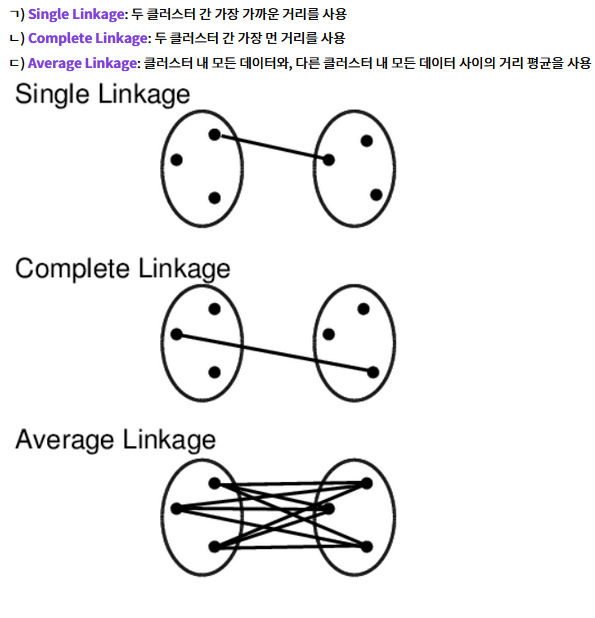 ㄱ) Single Linkage: 두 클러스터 간 가장 가까운 거리를 사용
ㄴ) Complete Linkage: 두 클러스터 간 가장 먼 거리를 사용
ㄷ) Average Linkage: 클러스터 내 모든 데이터와, 다른 클러스터 내 모든 데이터 사이의 거리 평균을 사용
Single Linkage
Complete Linkage
Average Linkage